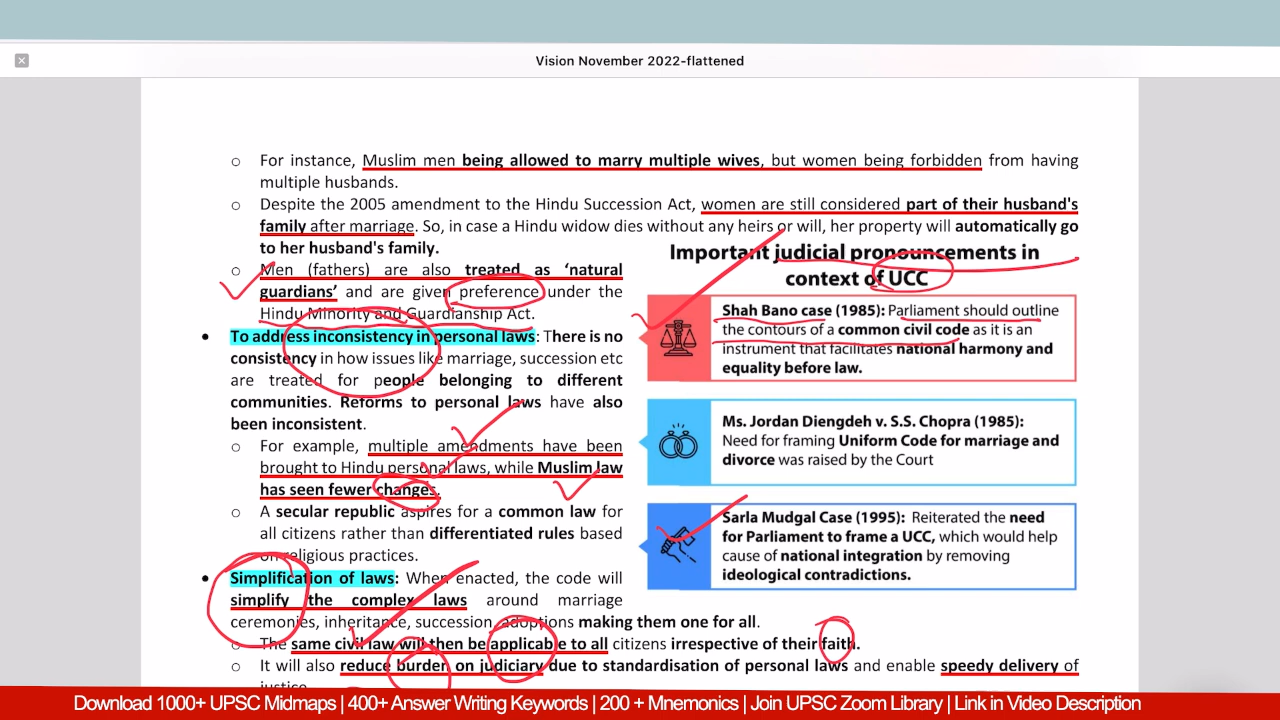 Vision November 2022-flattened
o For instance, Muslim men being allowed to marry multiple wives, but women being forbidden from having
multiple husbands.
o Despite the 2005 amendment to the Hindu Succession Act, women are still considered part of their husband's
family after marriage. So, in case a Hindu widow dies without any heirs or will, her property will automatically go
to her husband's family.
o Men (fathers) are also treated as ‘natural
guardians’ and are given preference under the
Hindu Minority and Guardianship Act.
• To address inconsistency in personal laws: There is no
consistency in how issues like marriage, succession etc
are treated for people belonging to different
communities. Reforms to personal laws have also
been inconsistent.
o For example, multiple amendments have been
brought to Hindu personal laws, while Muslim law
has seen fewer changes.
o A secular republic aspires for a common law for
all citizens rather than differentiated rules based
on religious practices.
• Simplification of laws: When enacted, the code will
simplify the complex laws around marriage
ceremonies, inheritance, succession, adoptions making them one for all.
o The same civil law will then be applicable to all citizens irrespective of their faith.
o It will also reduce burden on judiciary due to standardisation of personal laws and enable speedy delivery of
justice.
Important judicial pronouncements in
context of UCC
Shah Bano case (1985): Parliament should outline
the contours of a common civil code as it is an
instrument that facilitates national harmony and
equality before law.
Ms. Jordan Diengdeh v. S.S. Chopra (1985):
Need for framing Uniform Code for marriage and
divorce was raised by the Court
Sarla Mudgal Case (1995): Reiterated the need
for Parliament to frame a UCC, which would help
cause of national integration by removing
ideological contradictions.
Download 1000+ UPSC Midmaps | 400+ Answer Writing Keywords | 200 + Mnemonics | Join UPSC Zoom Library | Link in Video Description